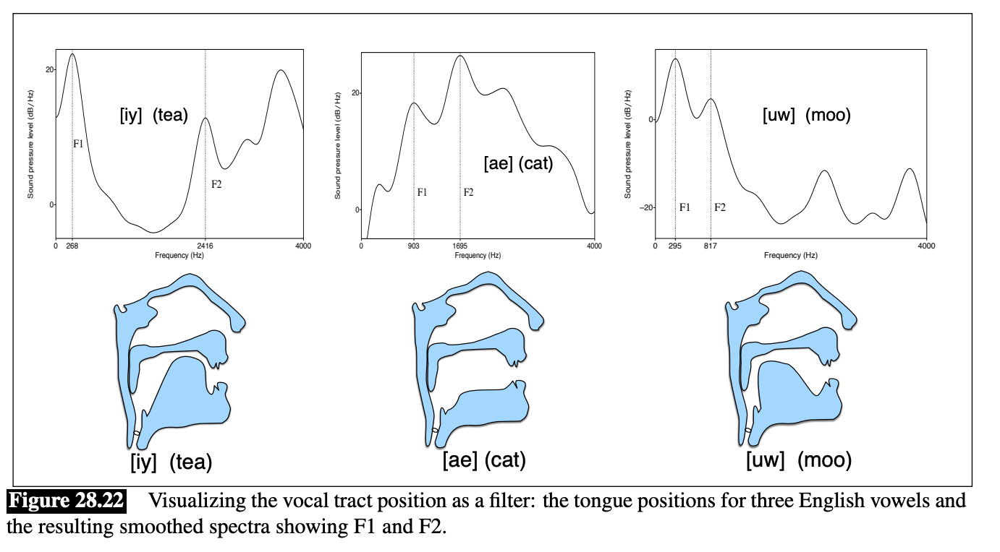 Sound pressure level (dB / Hz)
20
0
[iy] (tea)
F1
F2
0 268 2416 4000
Frequency (Hz)
Sound pressure level (dB / Hz)
20
0
[ae] (cat)
F1 F2
0 903 1695 4000
Frequency (Hz)
Sound pressure level (dB / Hz)
0
−20
[uw] (moo)
F1 F2
0 295 817 4000
Frequency (Hz)
[iy] (tea)
[ae] (cat)
[uw] (moo)
Figure 28.22 Visualizing the vocal tract position as a filter: the tongue positions for three English vowels and
the resulting smoothed spectra showing F1 and F2.